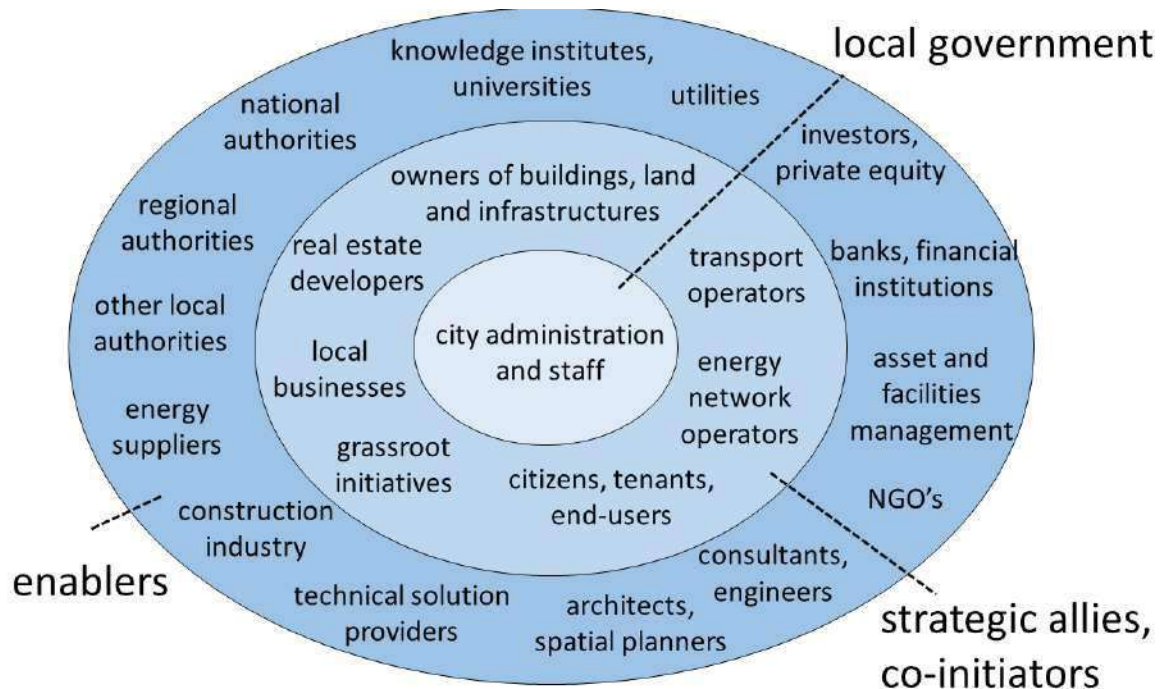 local government
knowledge institutes,
universities
utilities
national
authorities
investors,
private equity
owners of buildings, land
and infrastructures
regional
authorities
real estate
developers
transport
operators
banks, financial
institutions
other local
authorities
city administration
and staff
local
businesses
energy
network
operators
asset and
facilities
management
energy
suppliers
grassroot
initiatives
citizens, tenants,
end-users
NGO's
construction
industry
consultants,
engineers
enablers
technical solution
providers
architects,
spatial planners
strategic allies,
co-initiators